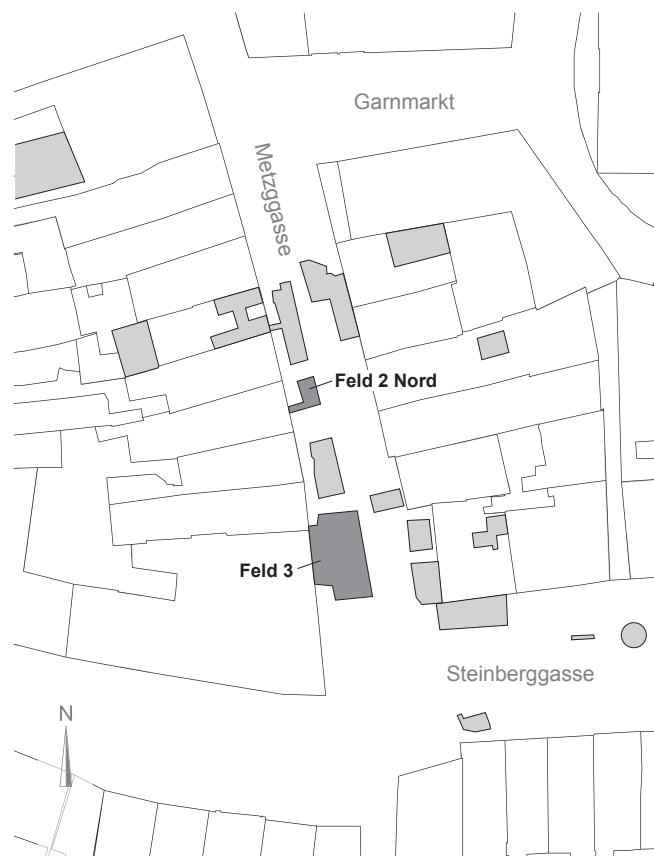 Garnmarkt
Metzggasse
Feld 2 Nord
Feld 3
Steinberggasse
N